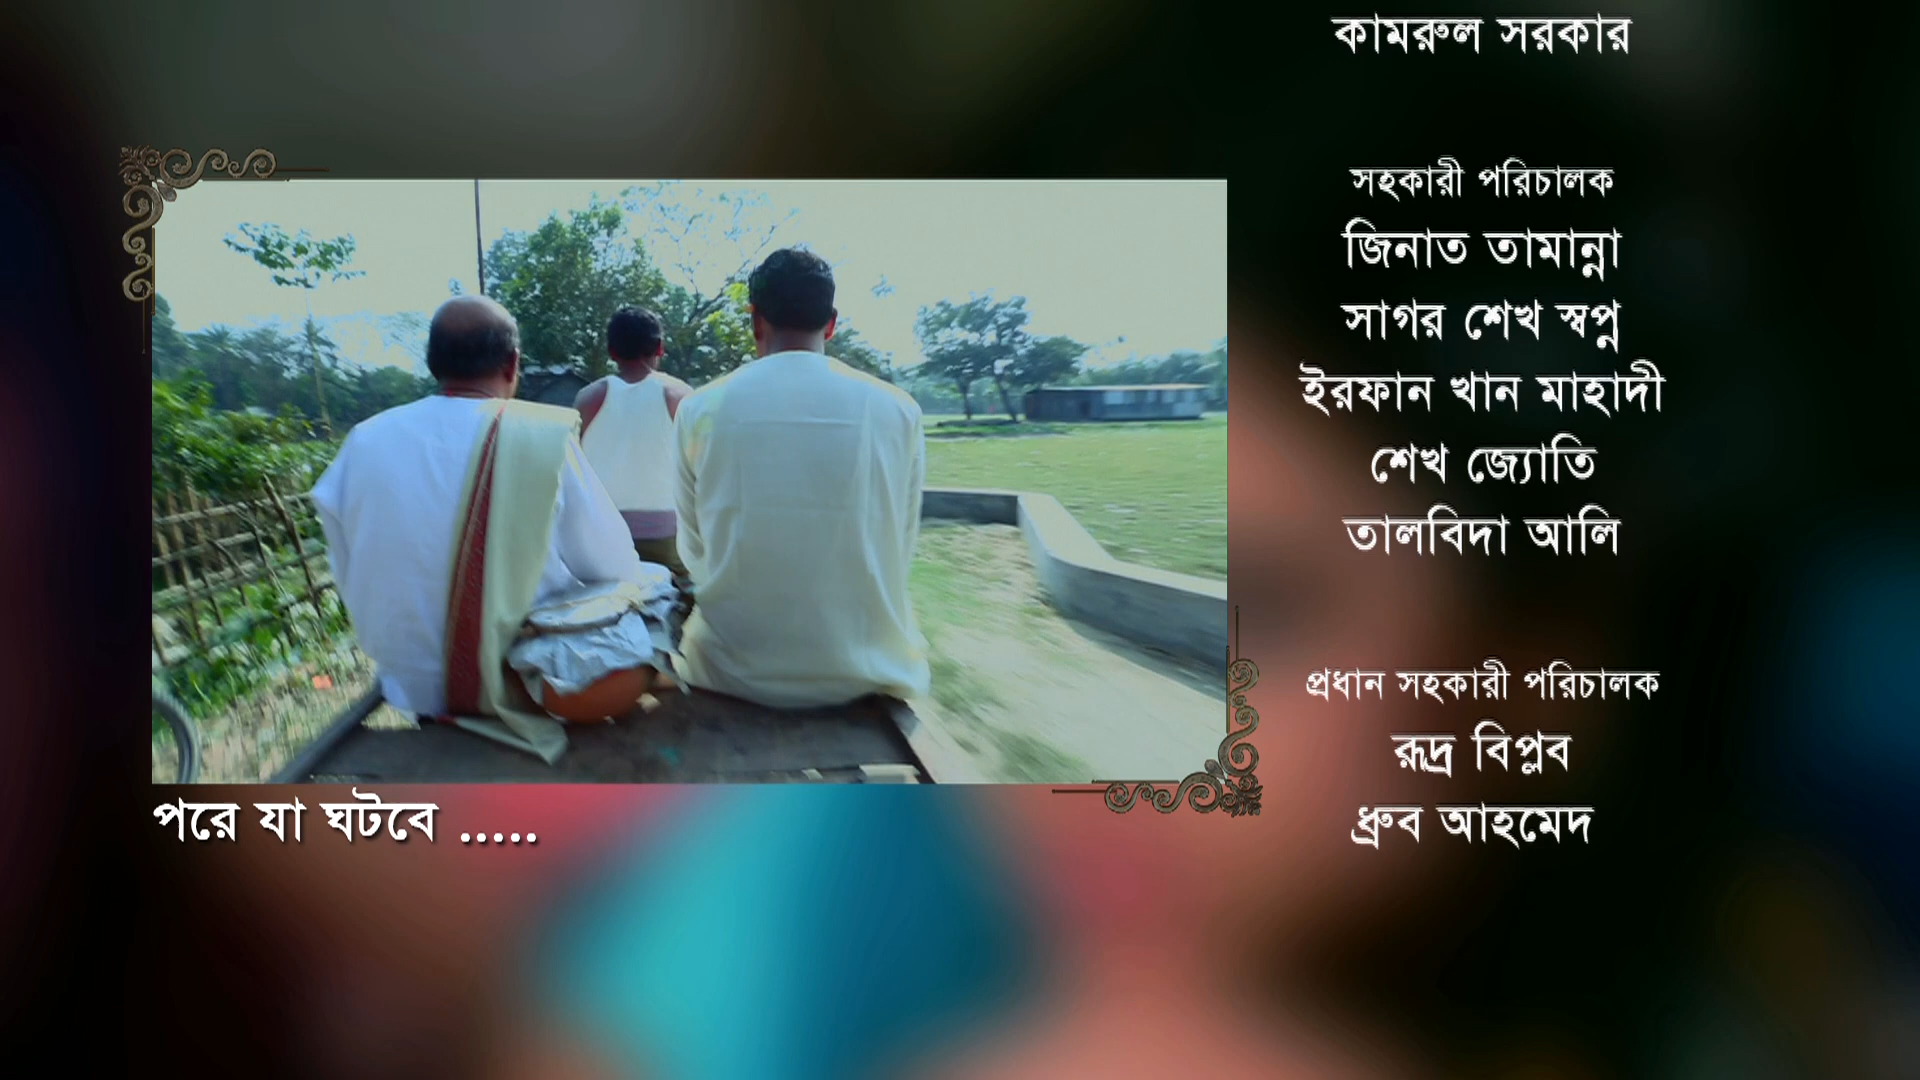 কামরুল সরকার
সহকারী পরিচালক
জিনাত তামান্না
সাগর শেখ স্বপ্ন
ইরফান খান মাহাদী
শেখ জ্যোতি
তালবিদা আলি
প্রধান সহকারী পরিচালক
রূদ্র বিপ্লব
ধ্রুব আহমেদ
পরে যা ঘটবে .....